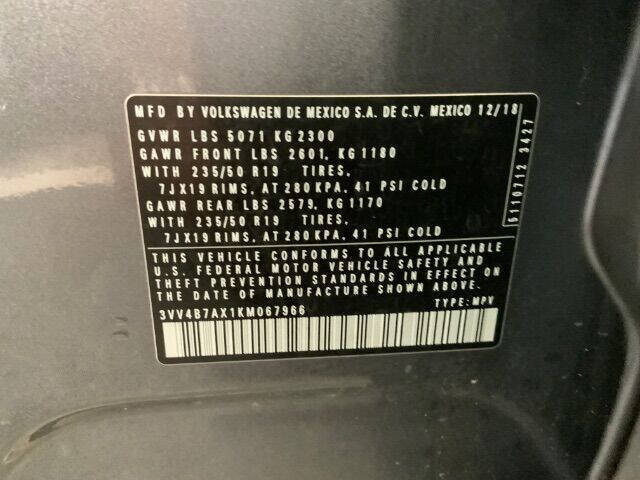 MFD BY VOLKSWAGEN DE MEXICO S.A. DE C.V. MEXICO 12/18
GVWR LBS 5071 KG 2300
GAWR FRONT LBS 2601, KG 1180
WITH 235/50 R19 TIRES,
7JX19 RIMS, AT 280 KPA, 41 PSI COLD
GAWR REAR LBS 2579, KG 1170
WITH 235/50 R19 TIRES,
7JX19 RIMS, AT 280 KPA, 41 PSI COLD
THIS VEHICLE CONFORMS TO ALL APPLICABLE
U.S. FEDERAL MOTOR VEHICLE SAFETY AND
THEFT PREVENTION STANDARDS IN EFFECT ON
THE DATE OF MANUFACTURE SHOWN ABOVE.
3VV4B7AX1KM067966 TYPE: MPV
5110712 3427